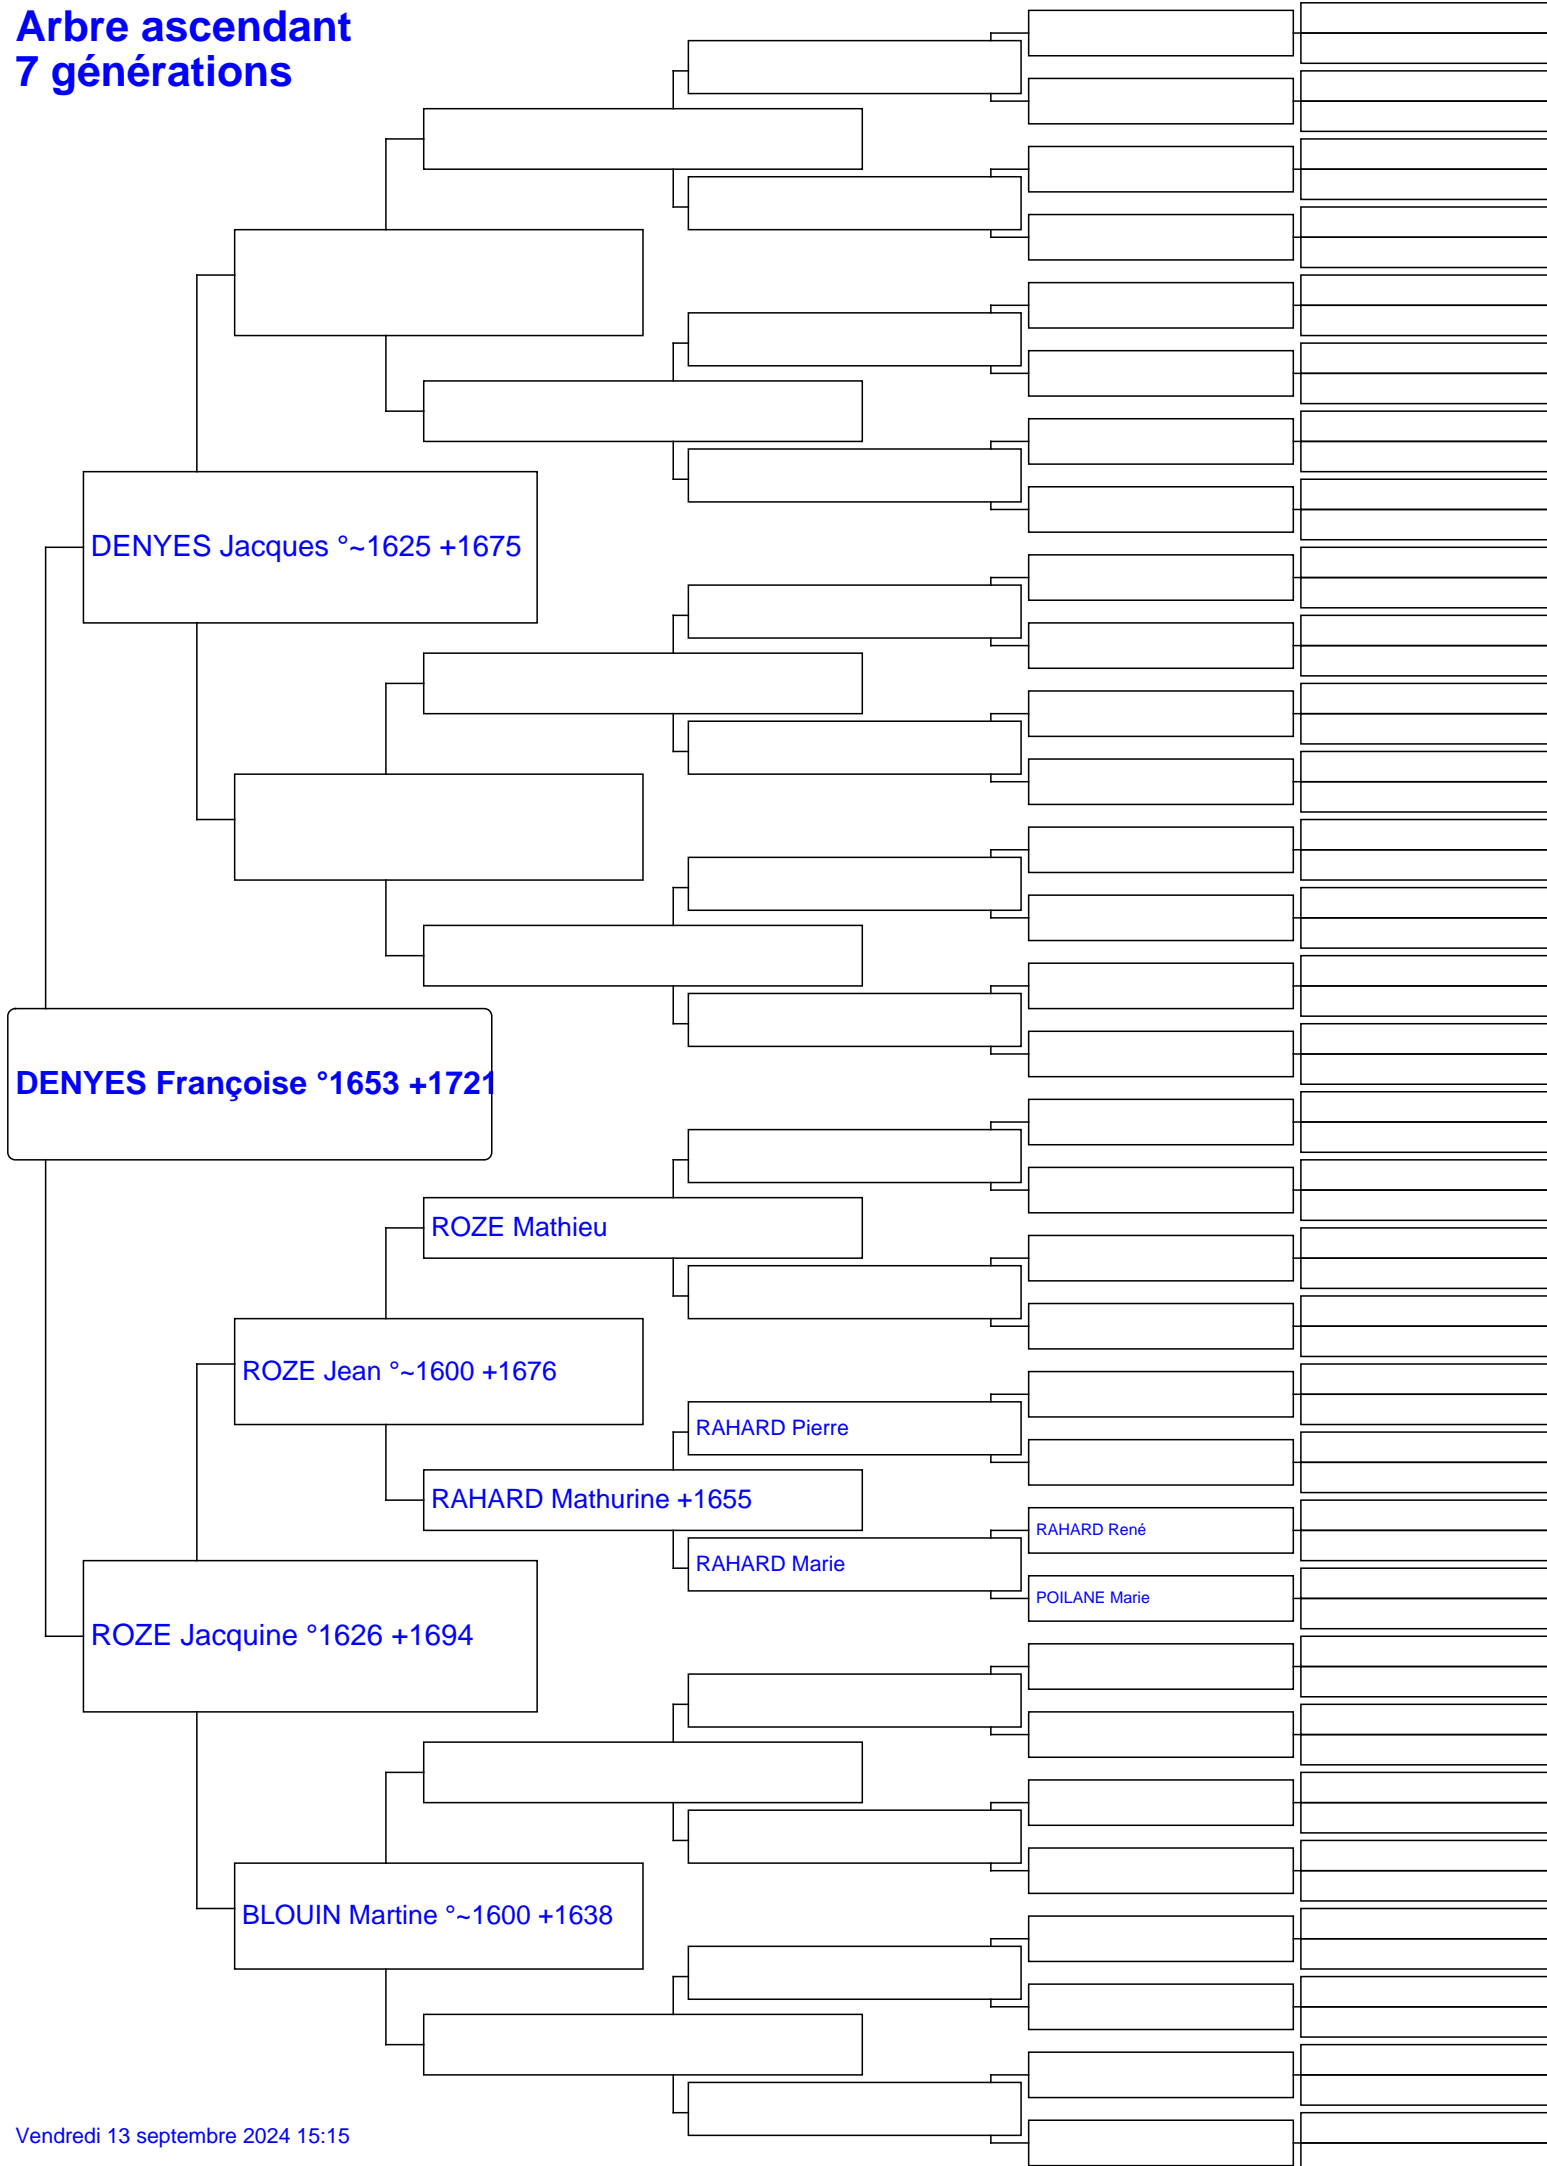 Arbre ascendant
7 générations
DENYES Jacques °~1625 +1675
DENYES Françoise °1653 +1721
ROZE Mathieu
ROZE Jean °~1600 +1676
RAHARD Pierre
RAHARD Mathurine +1655
RAHARD René
RAHARD Marie
POILANE Marie
ROZE Jacquine °1626 +1694
BLOUIN Martine °~1600 +1638
Vendredi 13 septembre 2024 15:15